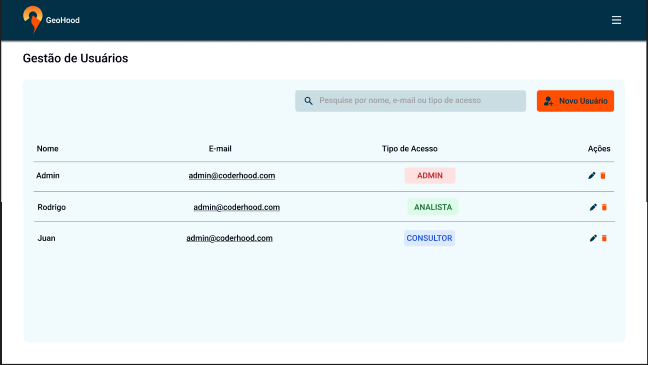 GeoHood
Gestão de Usuários
Pesquise por nome, e-mail ou tipo de acesso
Novo Usuário
Nome E-mail Tipo de Acesso Ações
Admin admin@coderhood.com ADMIN
Rodrigo admin@coderhood.com ANALISTA
Juan admin@coderhood.com CONSULTOR